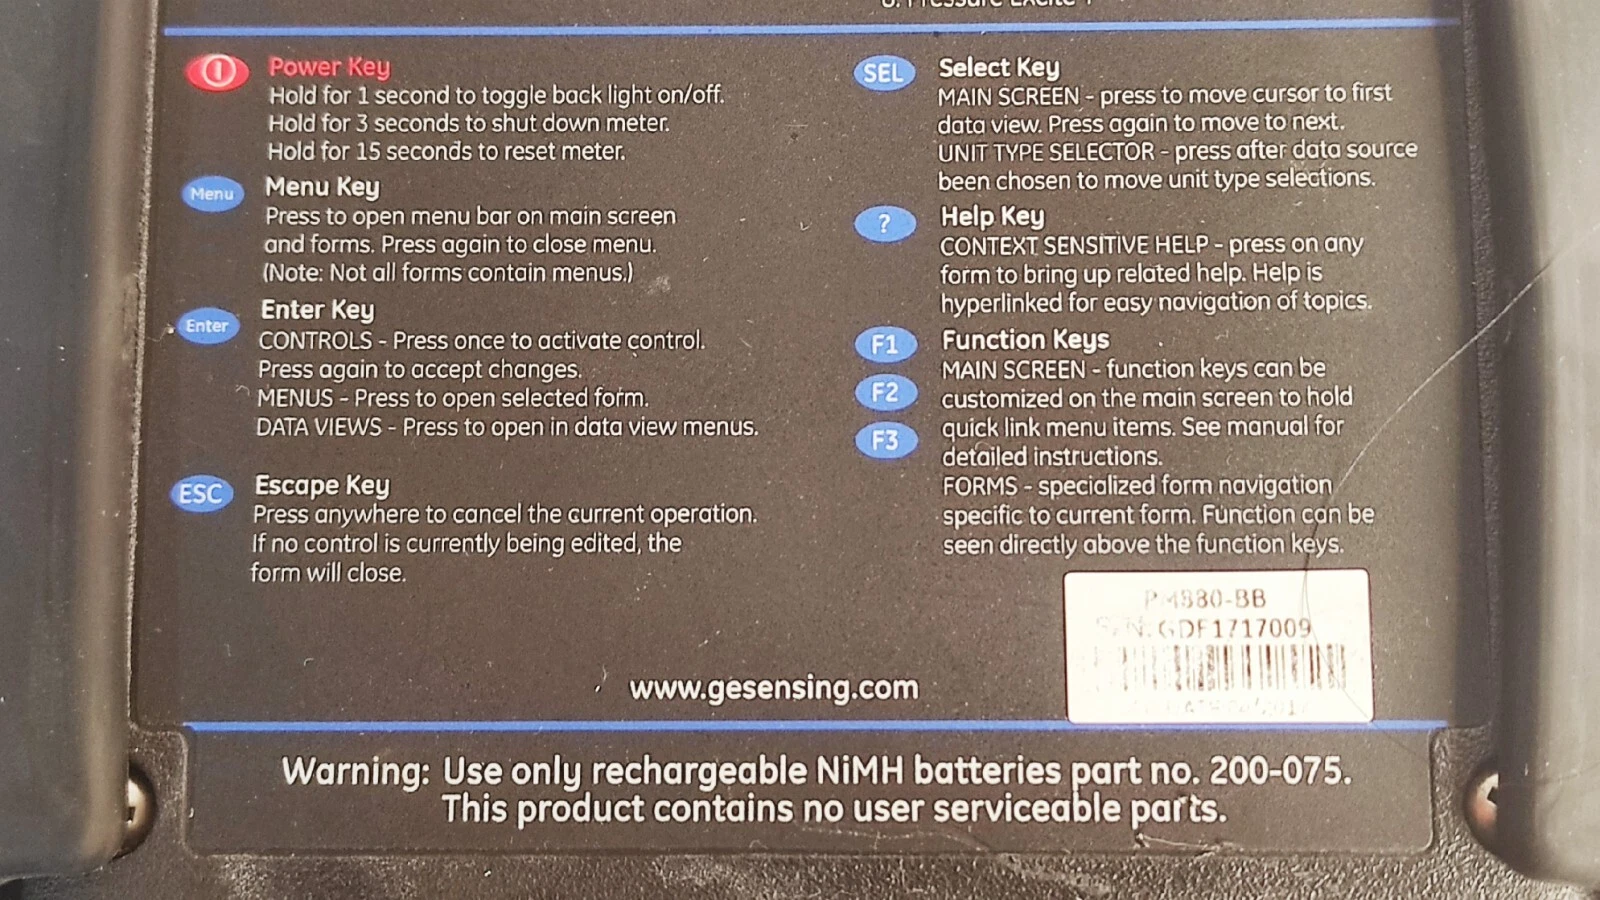 6. Pressure Excite +
Power Key
Hold for 1 second to toggle back light on/off.
Hold for 3 seconds to shut down meter.
Hold for 15 seconds to reset meter.
Menu
Menu Key
Press to open menu bar on main screen
and forms. Press again to close menu.
(Note: Not all forms contain menus.)
Enter
Enter Key
CONTROLS - Press once to activate control.
Press again to accept changes.
MENUS - Press to open selected form.
DATA VIEWS - Press to open in data view menus.
ESC
Escape Key
Press anywhere to cancel the current operation.
If no control is currently being edited, the
form will close.
SEL
Select Key
MAIN SCREEN - press to move cursor to first
data view. Press again to move to next.
UNIT TYPE SELECTOR - press after data source
been chosen to move unit type selections.
?
Help Key
CONTEXT SENSITIVE HELP - press on any
form to bring up related help. Help is
hyperlinked for easy navigation of topics.
F1
F2
F3
Function Keys
MAIN SCREEN - function keys can be
customized on the main screen to hold
quick link menu items. See manual for
detailed instructions.
FORMS - specialized form navigation
specific to current form. Function can be
seen directly above the function keys.
PM880-BB
S/N: GDF1717009
www.gesensing.com
Warning: Use only rechargeable NiMH batteries part no. 200-075.
This product contains no user serviceable parts.